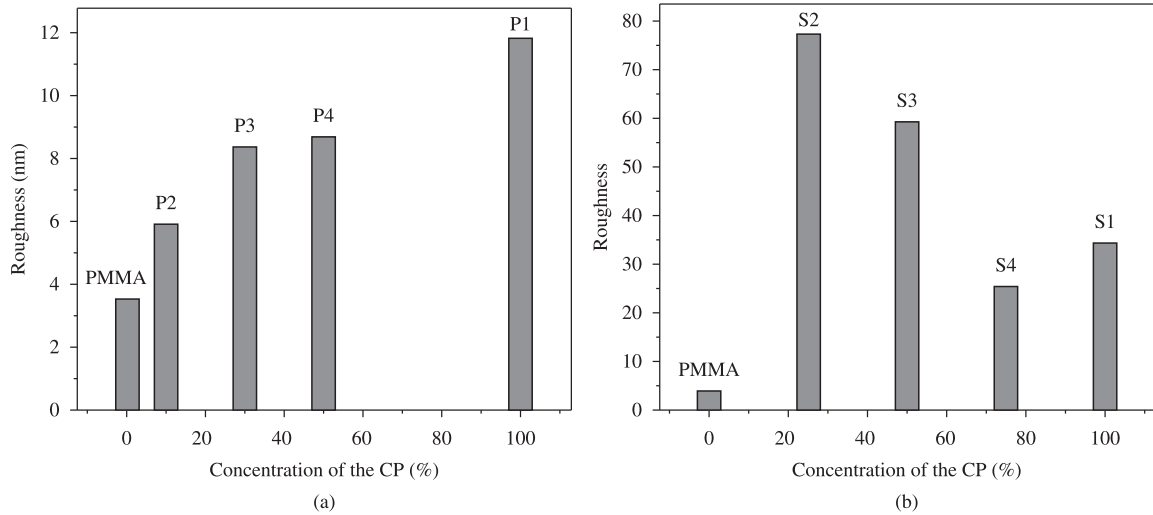 12
10
8
6
4
2
0
Roughness (nm)
PMMA
P2
P3
P4
P1
0
20
40
60
80
100
Concentration of the CP (%)
(a)
80
70
60
50
40
30
20
10
0
Roughness
PMMA
S2
S3
S4
S1
0
20
40
60
80
100
Concentration of the CP (%)
(b)